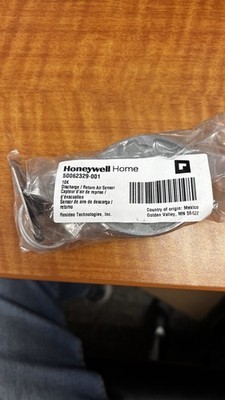 Honeywell Home
50062329-001
10K
Discharge / Return Air Sensor
Capteur d'air de reprise /
d'évacuation
Sensor de aire de descarga /
retorno
Resideo Technologies, Inc.
Country of origin: Mexico
Golden Valley, MN 55422